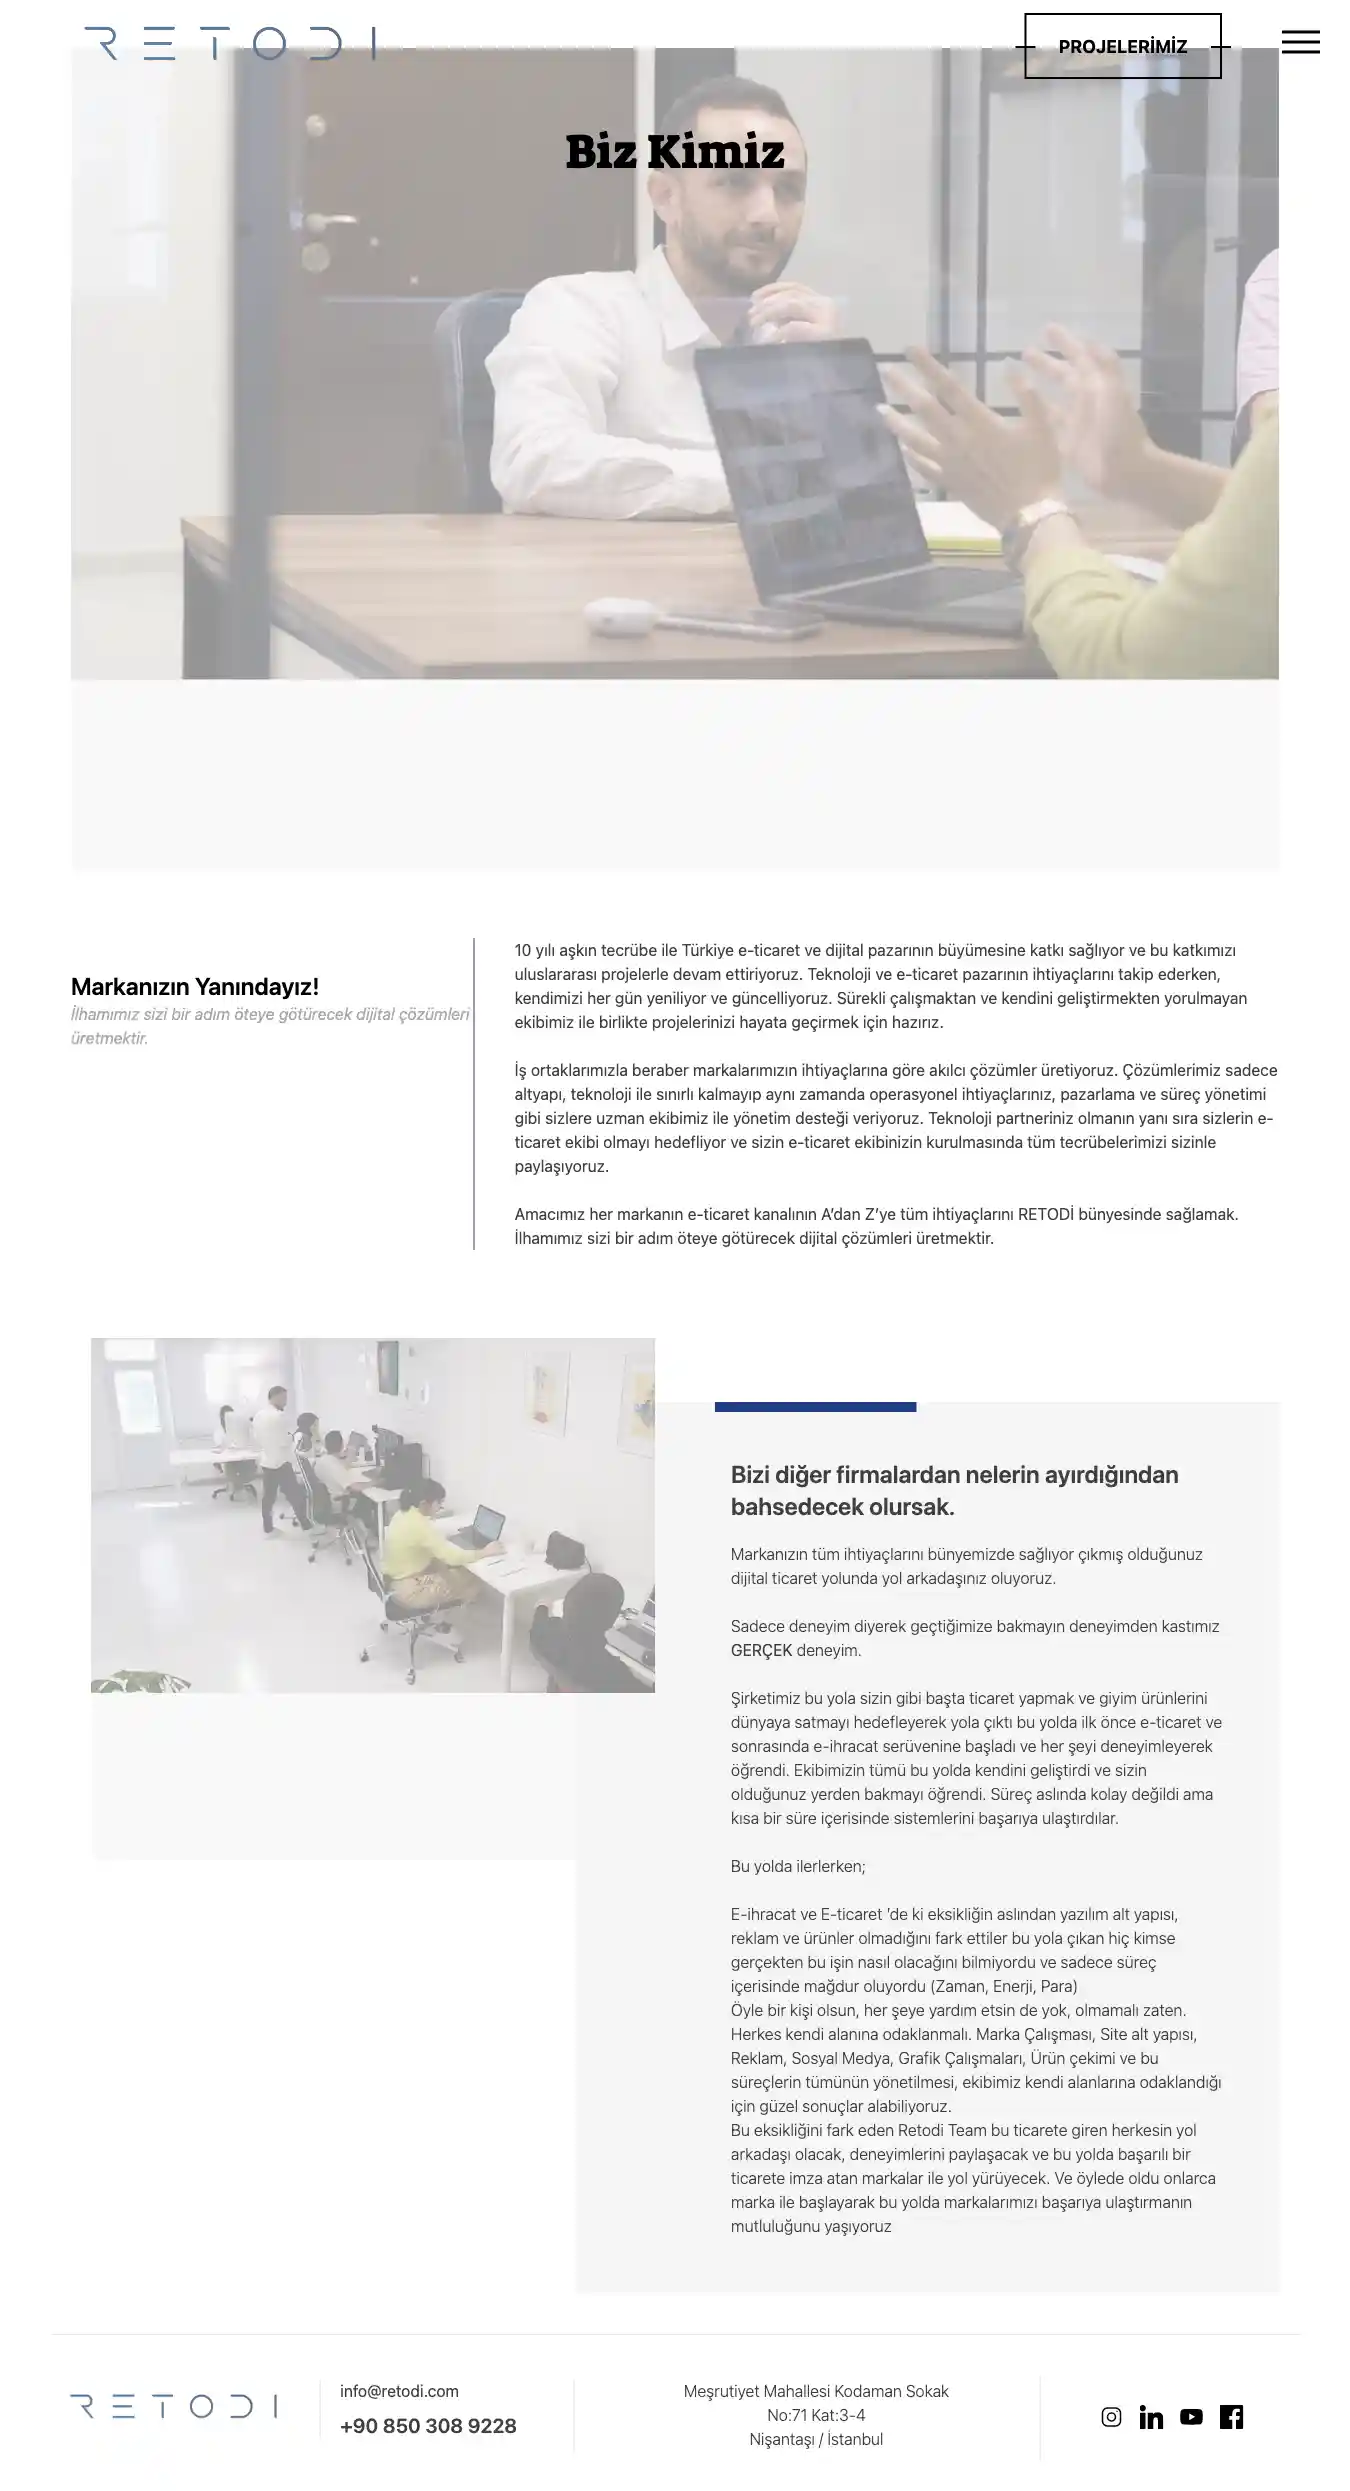 RETODI
PROJELERİMİZ
Biz Kimiz
Markanızın Yanındayız!
İlhamımız sizi bir adım öteye götürecek dijital çözümleri
üretmektir.
10 yılı aşkın tecrübe ile Türkiye e-ticaret ve dijital pazarının büyümesine katkı sağlıyor ve bu katkımızı
uluslararası projelerle devam ettiriyoruz. Teknoloji ve e-ticaret pazarının ihtiyaçlarını takip ederken,
kendimizi her gün yeniliyor ve güncelliyoruz. Sürekli çalışmaktan ve kendini geliştirmekten yorulmayan
ekibimiz ile birlikte projelerinizi hayata geçirmek için hazırız.
İş ortaklarımızla beraber markalarımızın ihtiyaçlarına göre akılcı çözümler üretiyoruz. Çözümlerimiz sadece
altyapı, teknoloji ile sınırlı kalmayıp aynı zamanda operasyonel ihtiyaçlarınız, pazarlama ve süreç yönetimi
gibi sizlere uzman ekibimiz ile yönetim desteği veriyoruz. Teknoloji partneriniz olmanın yanı sıra sizlerin e-
ticaret ekibi olmayı hedefliyor ve sizin e-ticaret ekibinizin kurulmasında tüm tecrübelerimizi sizinle
paylaşıyoruz.
Amacımız her markanın e-ticaret kanalının A’dan Z’ye tüm ihtiyaçlarını RETODİ bünyesinde sağlamak.
İlhamımız sizi bir adım öteye götürecek dijital çözümleri üretmektir.
Bizi diğer firmalardan nelerin ayırdığından
bahsedecek olursak.
Markanızın tüm ihtiyaçlarını bünyemizde sağlıyor çıkmış olduğunuz
dijital ticaret yolunda yol arkadaşınız oluyoruz.
Sadece deneyim diyerek geçtiğimize bakmayın deneyimden kastımız
GERÇEK deneyim.
Şirketimiz bu yola sizin gibi başta ticaret yapmak ve giyim ürünlerini
dünyaya satmayı hedefleyerek yola çıktı bu yolda ilk önce e-ticaret ve
sonrasında e-ihracat serüvenine başladı ve her şeyi deneyimleyerek
öğrendi. Ekibimizin tümü bu yolda kendini geliştirdi ve sizin
olduğunuz yerden bakmayı öğrendi. Süreç aslında kolay değildi ama
kısa bir süre içerisinde sistemlerini başarıya ulaştırdılar.
Bu yolda ilerlerken;
E-ihracat ve E-ticaret ’de ki eksikliğin aslından yazılım alt yapısı,
reklam ve ürünler olmadığını fark ettiler bu yola çıkan hiç kimse
gerçekten bu işin nasıl olacağını bilmiyordu ve sadece süreç
içerisinde mağdur oluyordu (Zaman, Enerji, Para)
Öyle bir kişi olsun, her şeye yardım etsin de yok, olmamalı zaten.
Herkes kendi alanına odaklanmalı. Marka Çalışması, Site alt yapısı,
Reklam, Sosyal Medya, Grafik Çalışmaları, Ürün çekimi ve bu
süreçlerin tümünün yönetilmesi, ekibimiz kendi alanlarına odaklandığı
için güzel sonuçlar alabiliyoruz.
Bu eksikliğini fark eden Retodi Team bu ticarete giren herkesin yol
arkadaşı olacak, deneyimlerini paylaşacak ve bu yolda başarılı bir
ticarete imza atan markalar ile yol yürüyecek. Ve öylede oldu onlarca
marka ile başlayarak bu yolda markalarımızı başarıya ulaştırmanın
mutluluğunu yaşıyoruz
RETODI
info@retodi.com
+90 850 308 9228
Meşrutiyet Mahallesi Kodaman Sokak
No:71 Kat:3-4
Nişantaşı / İstanbul